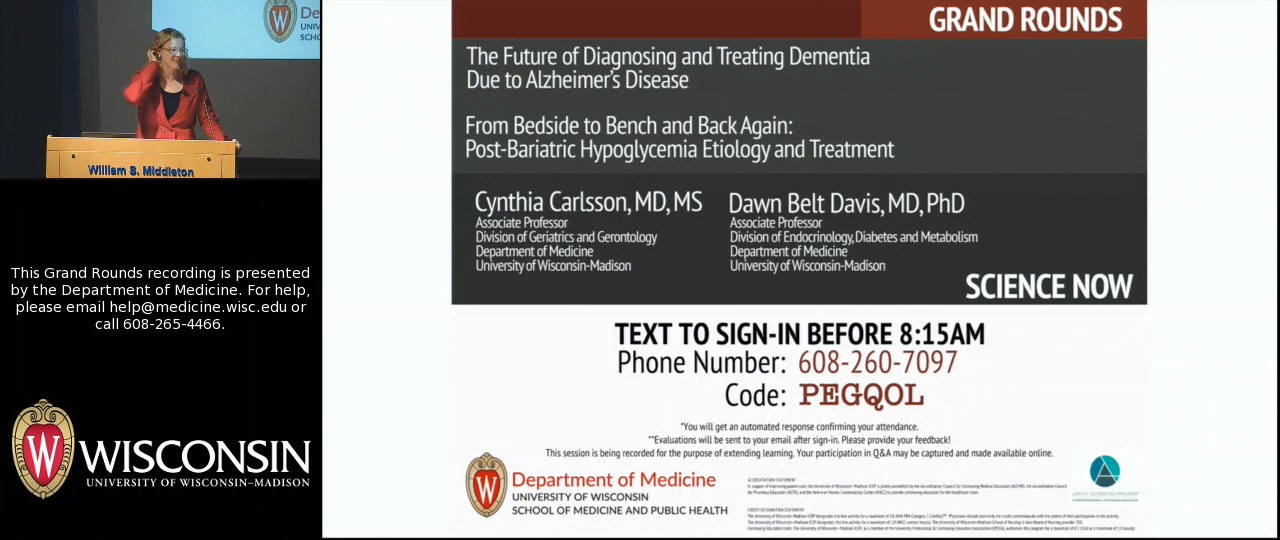 GRAND ROUNDS
The Future of Diagnosing and Treating Dementia
Due to Alzheimer's Disease
From Bedside to Bench and Back Again:
Post-Bariatric Hypoglycemia Etiology and Treatment
Cynthia Carlsson, MD, MS
Associate Professor
Division of Geriatrics and Gerontology
Department of Medicine
University of Wisconsin-Madison
Dawn Belt Davis, MD, PhD
Associate Professor
Division of Endocrinology, Diabetes and Metabolism
Department of Medicine
University of Wisconsin-Madison
SCIENCE NOW
William S. Middleton
This Grand Rounds recording is presented
by the Department of Medicine. For help,
please email help@medicine.wisc.edu or
call 608-265-4466.
W
WISCONSIN
UNIVERSITY OF WISCONSIN–MADISON
TEXT TO SIGN-IN BEFORE 8:15AM
Phone Number: 608-260-7097
Code: PEGQOL
*You will get an automated response confirming your attendance.
**Evaluations will be sent to your email after sign-in. Please provide your feedback!
This session is being recorded for the purpose of extending learning. Your participation in Q&A may be captured and made available online.
W
Department of Medicine
UNIVERSITY OF WISCONSIN
SCHOOL OF MEDICINE AND PUBLIC HEALTH
ACCREDITATION STATEMENT
CREDIT DESIGNATION STATEMENT